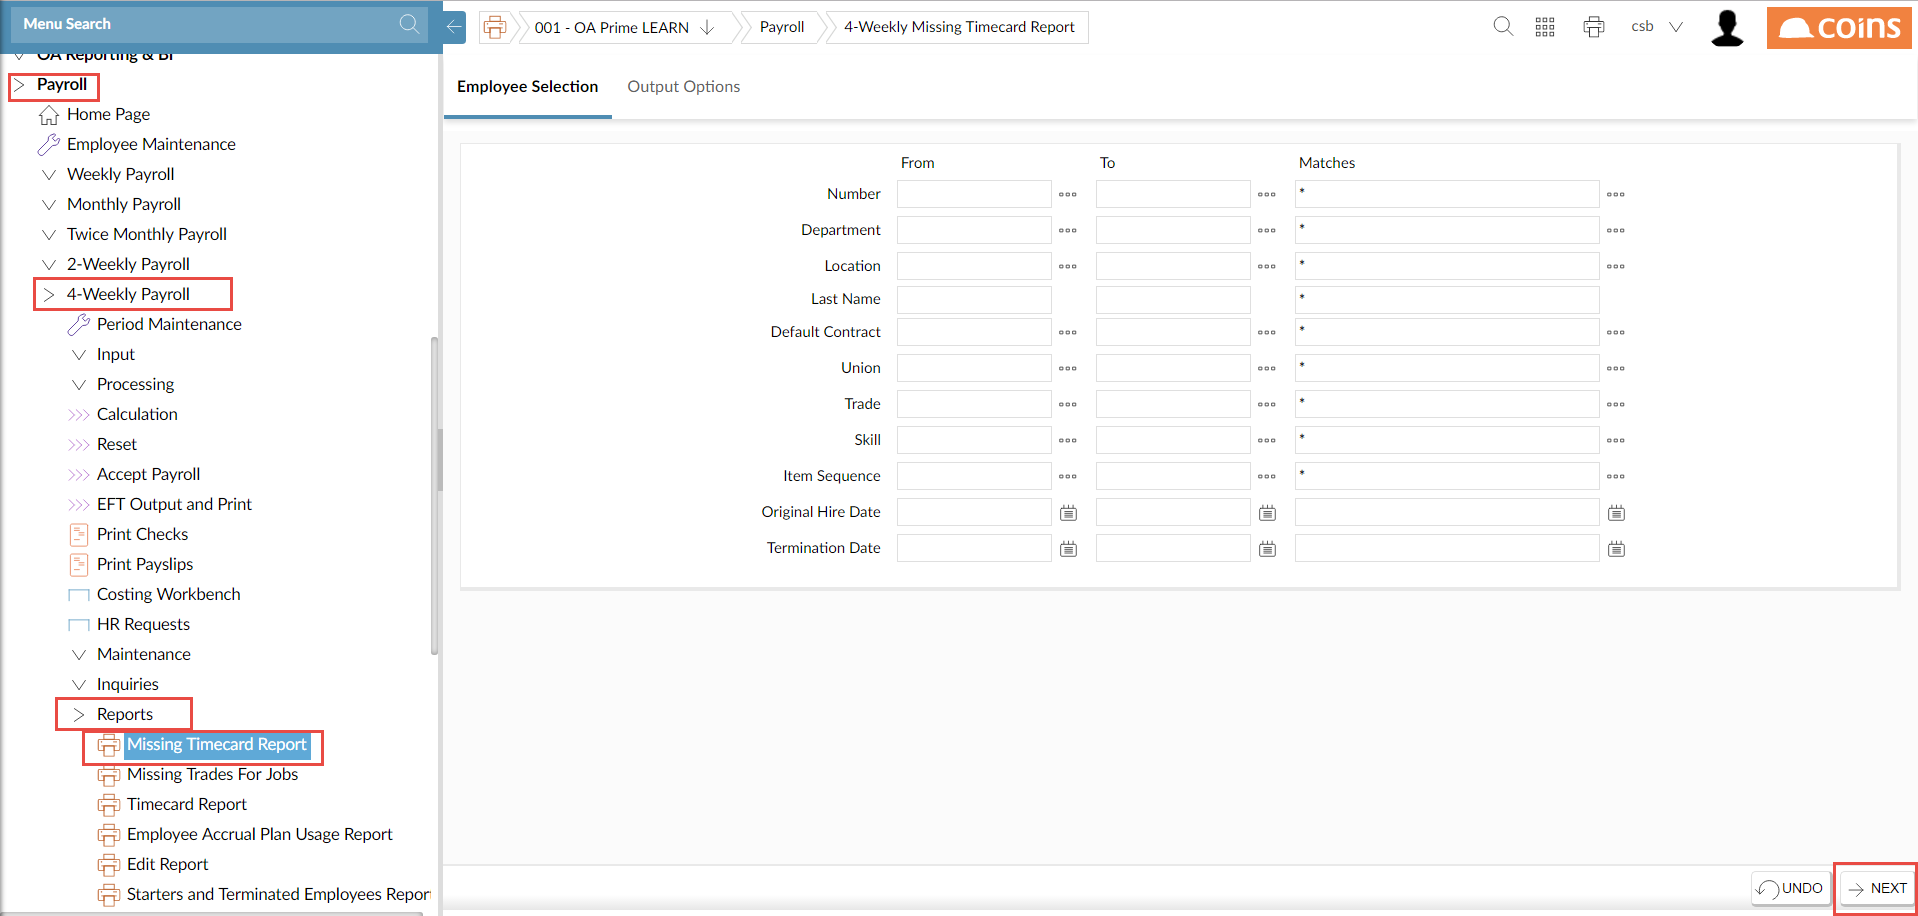 Menu Search
001 - OA Prime LEARN
Payroll
4-Weekly Missing Timecard Report
csb
coins
OA Reporting & BI
Payroll
Home Page
Employee Maintenance
Weekly Payroll
Monthly Payroll
Twice Monthly Payroll
2-Weekly Payroll
4-Weekly Payroll
Period Maintenance
Input
Processing
Calculation
Reset
Accept Payroll
EFT Output and Print
Print Checks
Print Payslips
Costing Workbench
HR Requests
Maintenance
Inquiries
Reports
Missing Timecard Report
Missing Trades For Jobs
Timecard Report
Employee Accrual Plan Usage Report
Edit Report
Starters and Terminated Employees Report
Employee Selection
Output Options
From To Matches
Number *
Department *
Location *
Last Name *
Default Contract *
Union *
Trade *
Skill *
Item Sequence *
Original Hire Date
Termination Date
UNDO
NEXT